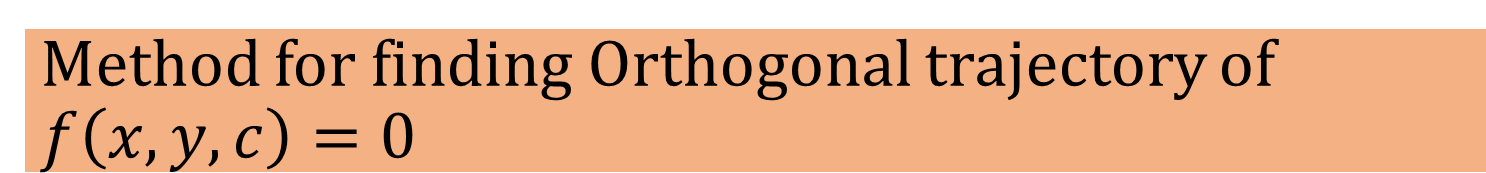 Method for finding Orthogonal trajectory of
f(x, y, c) = 0